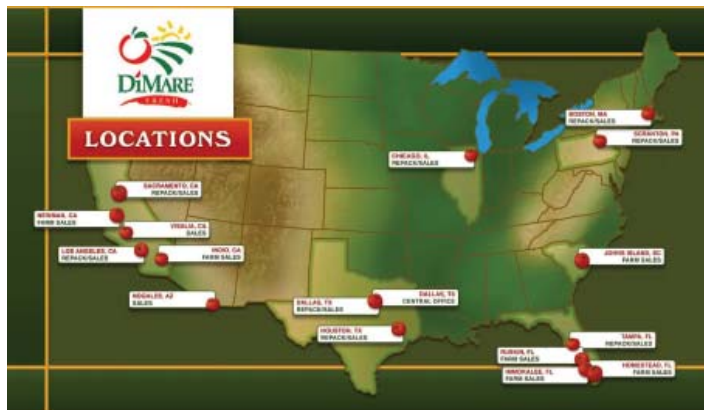 DIMARE
FRESH
LOCATIONS
BOSTON, MA
REPACK/SALES
SCRANTON, PA
REPACK/SALES
CHICAGO, IL
REPACK/SALES
SACRAMENTO, CA
REPACK/SALES
NEWMAN, CA
FARM SALES
VISALIA, CA
SALES
LOS ANGELES, CA
REPACK/SALES
INDIO, CA
FARM SALES
JOHNS ISLAND, SC
FARM SALES
NOGALES, AZ
SALES
DALLAS, TX
REPACK/SALES
DALLAS, TX
CENTRAL OFFICE
HOUSTON, TX
REPACK/SALES
TAMPA, FL
REPACK/SALES
RUSKIN, FL
FARM SALES
HOMESTEAD, FL
FARM SALES
IMMOKALEE, FL
FARM SALES